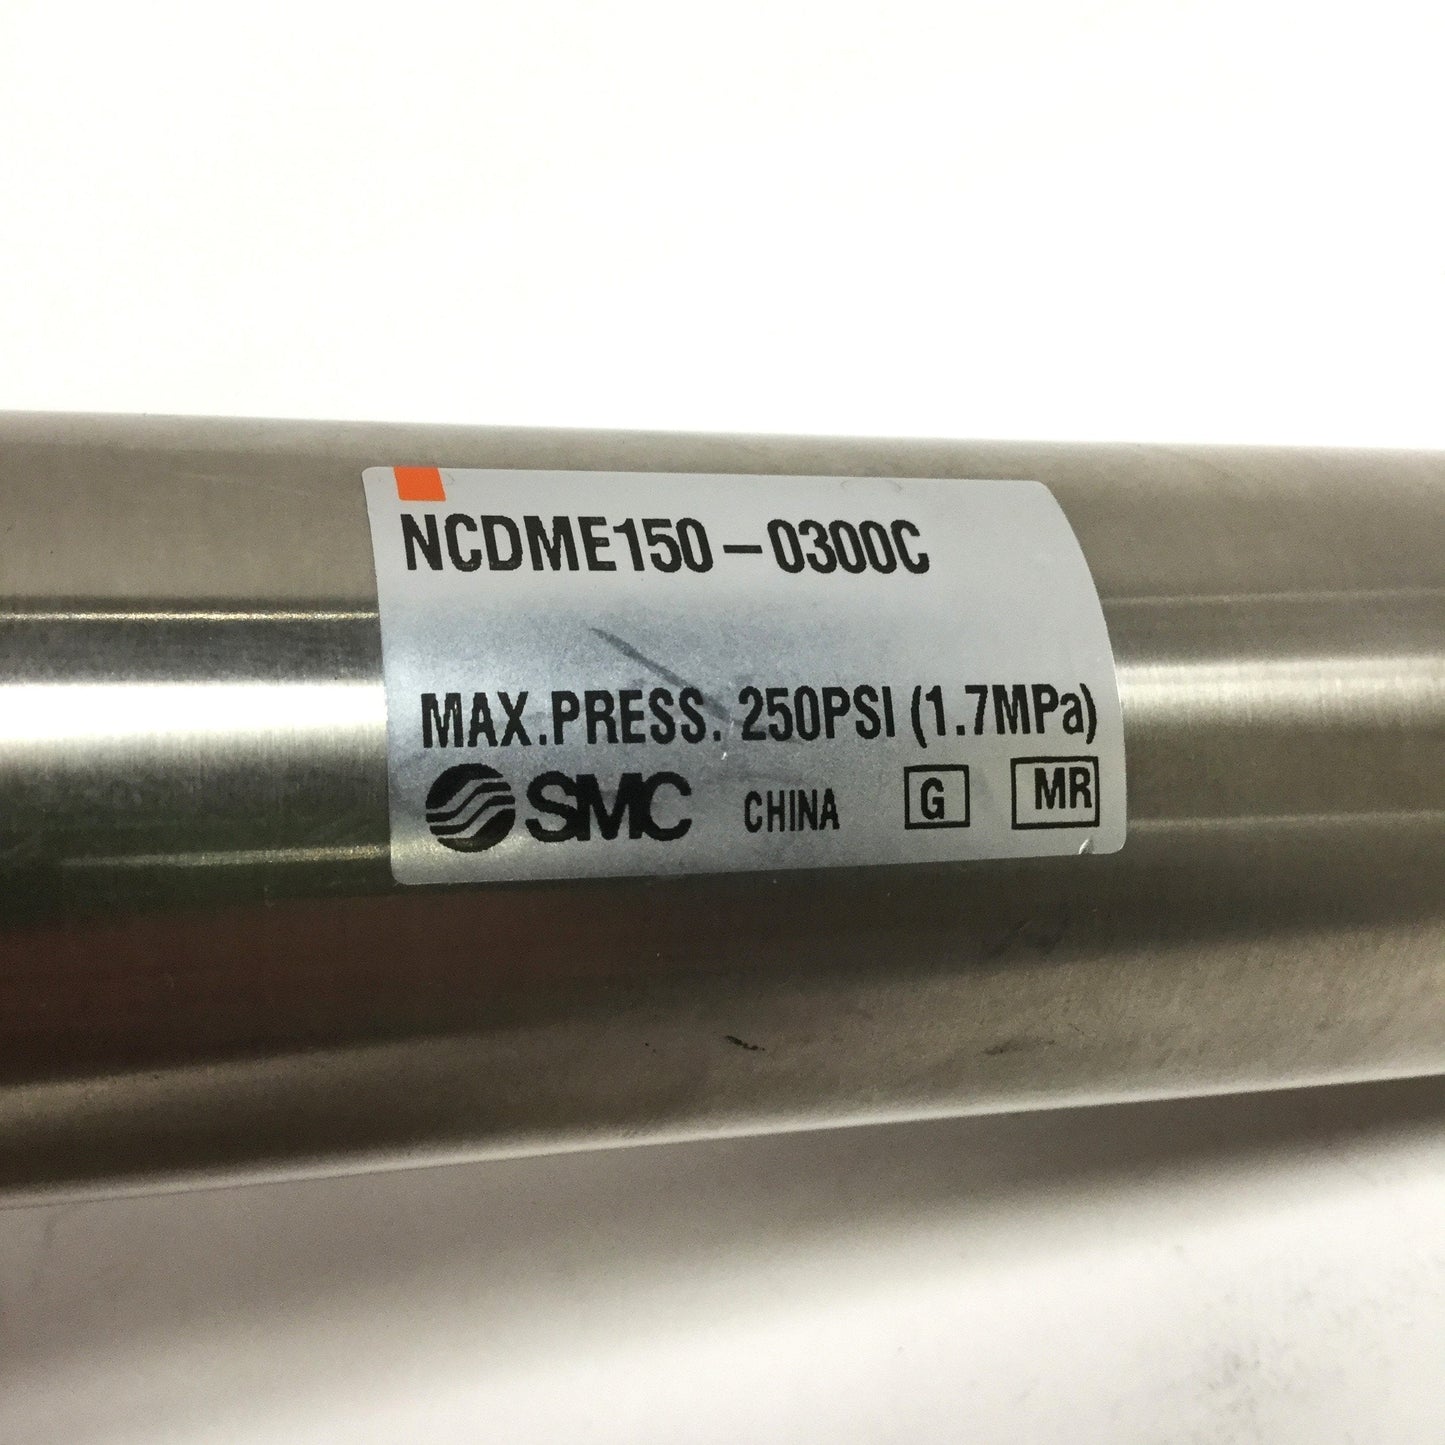 NCDME150-0300C
MAX.PRESS. 250PSI (1.7MPa)
SMC CHINA G MR